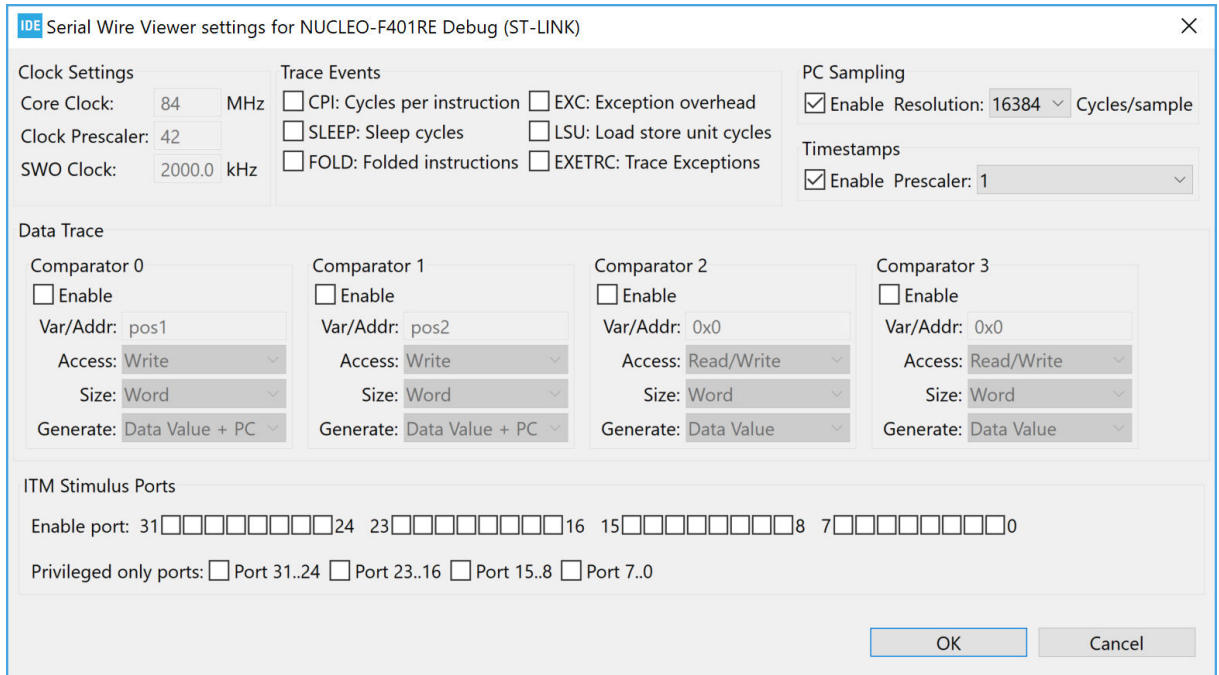 IDE Serial Wire Viewer settings for NUCLEO-F401RE Debug (ST-LINK)
Clock Settings
Core Clock: 84 MHz
Clock Prescaler: 42
SWO Clock: 2000.0 kHz
Trace Events
CPI: Cycles per instruction EXC: Exception overhead
SLEEP: Sleep cycles LSU: Load store unit cycles
FOLD: Folded instructions EXETRC: Trace Exceptions
PC Sampling
Enable Resolution: 16384 Cycles/sample
Timestamps
Enable Prescaler: 1
Data Trace
Comparator 0
Enable
Var/Addr: pos1
Access: Write
Size: Word
Generate: Data Value + PC
Comparator 1
Enable
Var/Addr: pos2
Access: Write
Size: Word
Generate: Data Value + PC
Comparator 2
Enable
Var/Addr: 0x0
Access: Read/Write
Size: Word
Generate: Data Value
Comparator 3
Enable
Var/Addr: 0x0
Access: Read/Write
Size: Word
Generate: Data Value
ITM Stimulus Ports
Enable port: 31 24 23 16 15 8 7 0
Privileged only ports: Port 31..24 Port 23..16 Port 15..8 Port 7..0
OK Cancel